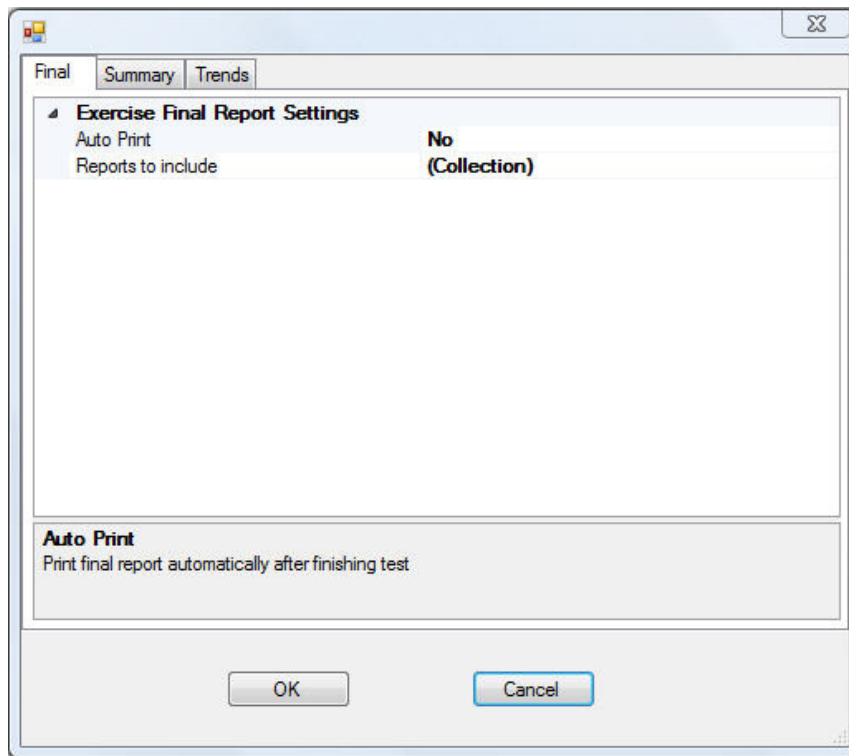 Final Summary Trends
Exercise Final Report Settings
Auto Print No
Reports to include (Collection)
Auto Print
Print final report automatically after finishing test
OK Cancel